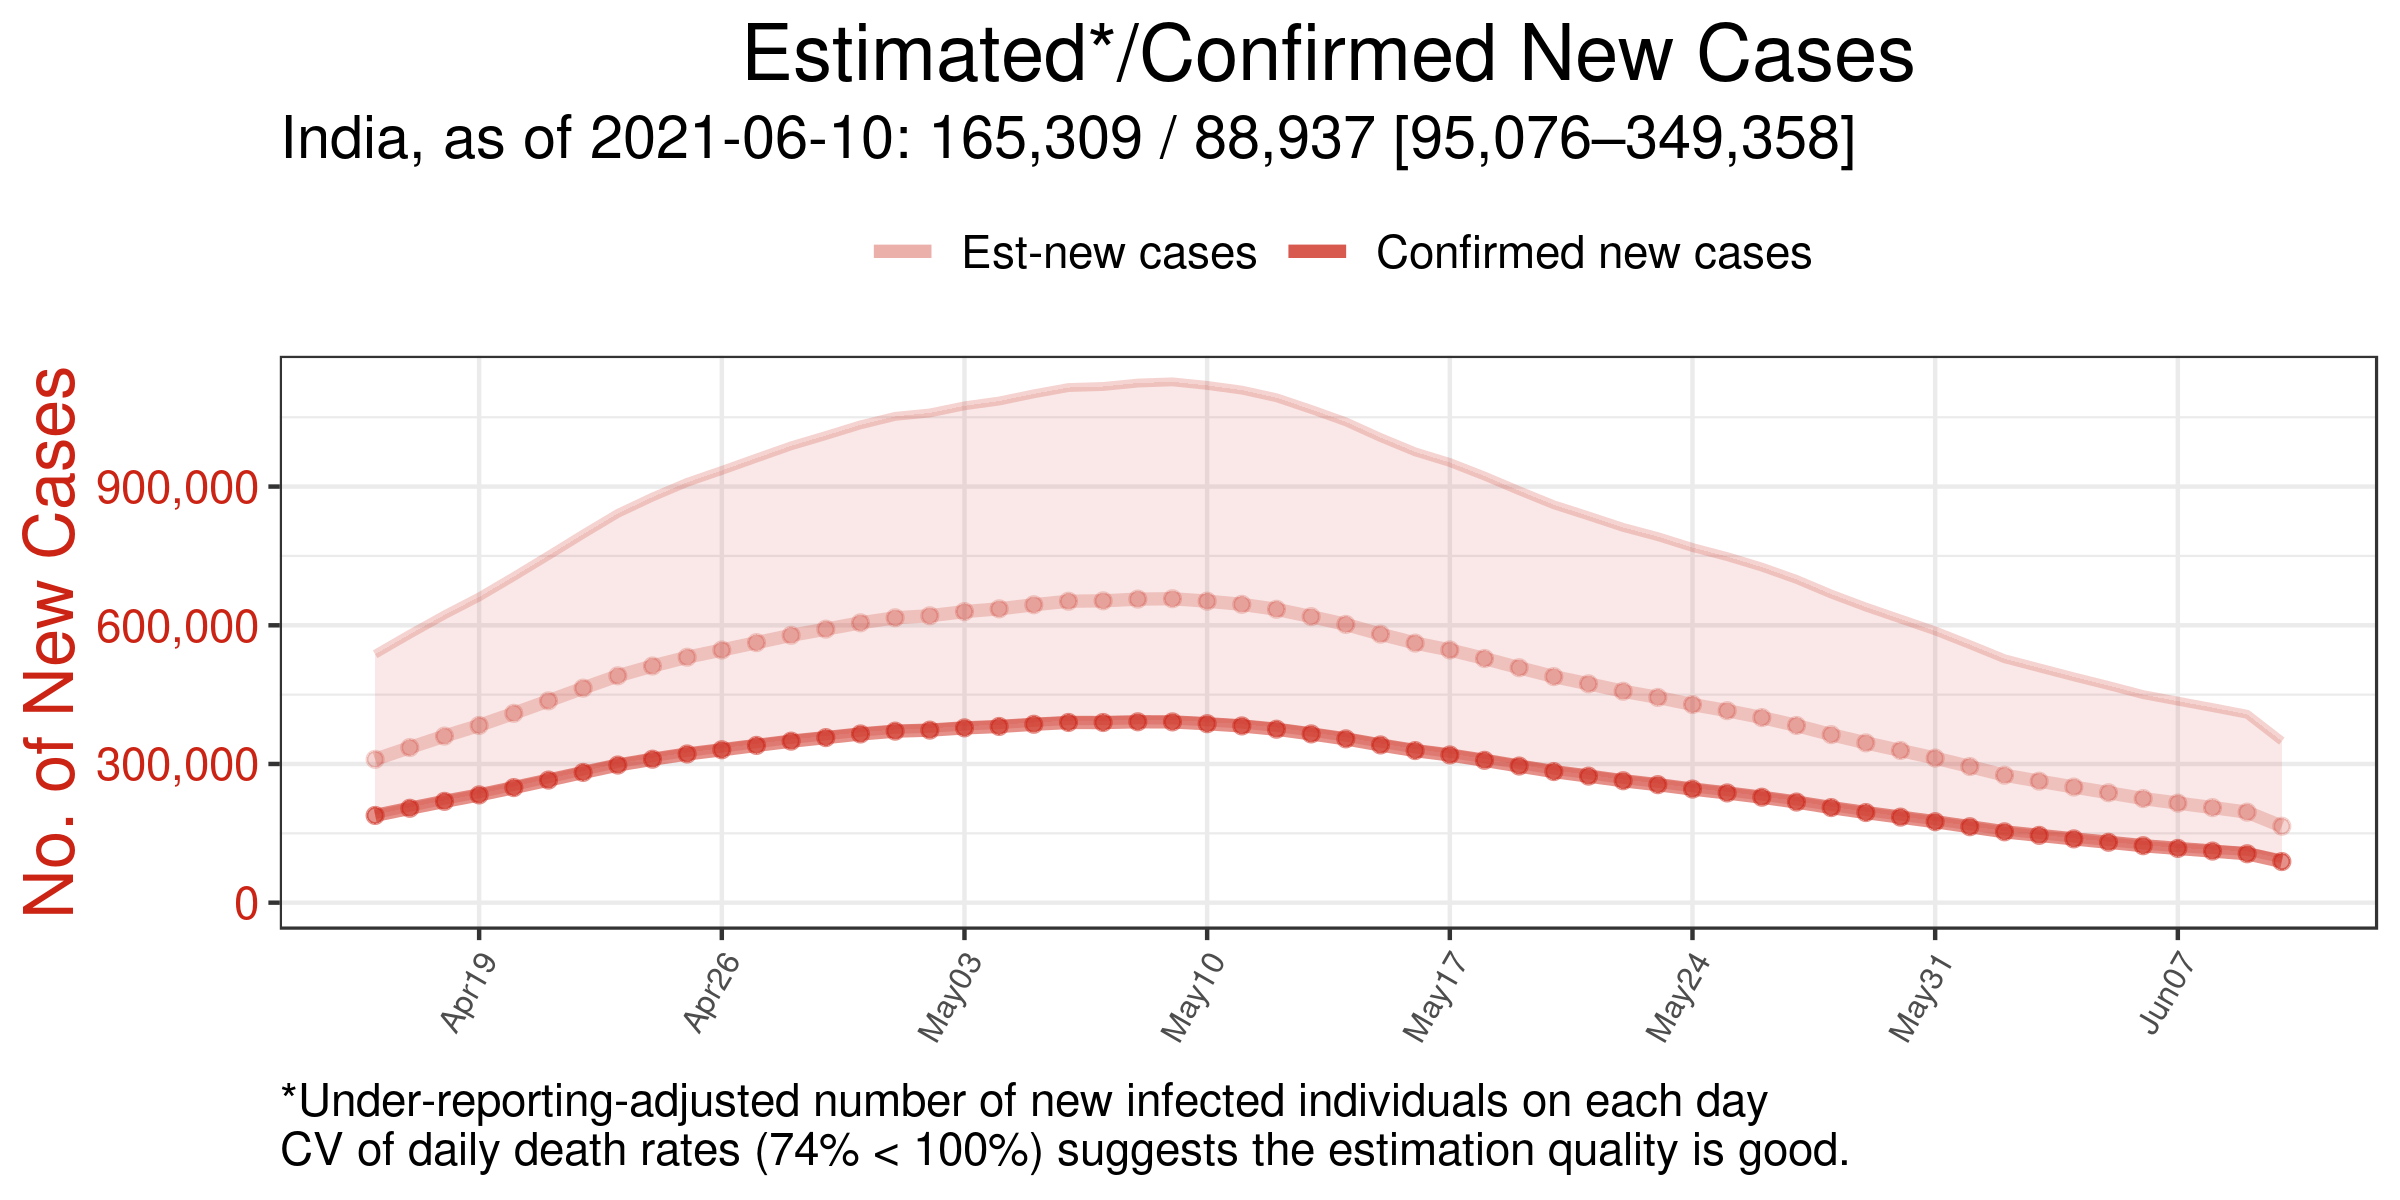 Estimated*/Confirmed New Cases
India, as of 2021-06-10: 165,309 / 88,937 [95,076–349,358]
Est-new cases
Confirmed new cases
No. of New Cases
900,000
600,000
300,000
0
Apr19
Apr26
May03
May10
May17
May24
May31
Jun07
*Under-reporting-adjusted number of new infected individuals on each day
CV of daily death rates (74% < 100%) suggests the estimation quality is good.